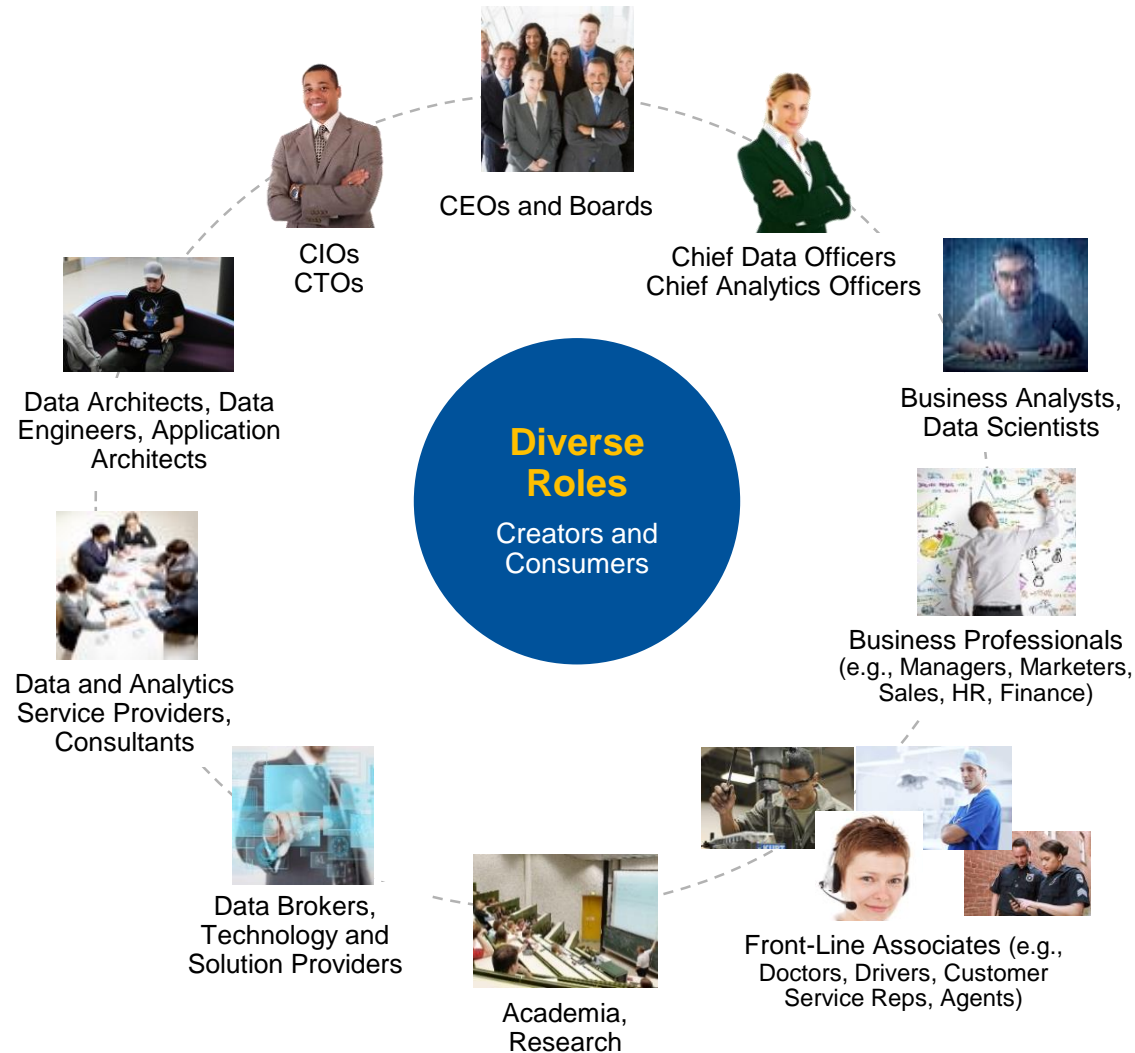 CEOs and Boards
CIOs
CTOs
Chief Data Officers
Chief Analytics Officers
Data Architects, Data
Engineers, Application
Architects
Business Analysts,
Data Scientists
Diverse
Roles
Creators and
Consumers
Business Professionals
(e.g., Managers, Marketers,
Sales, HR, Finance)
Data and Analytics
Service Providers,
Consultants
Data Brokers,
Technology and
Solution Providers
Front-Line Associates (e.g.,
Doctors, Drivers, Customer
Service Reps, Agents)
Academia,
Research